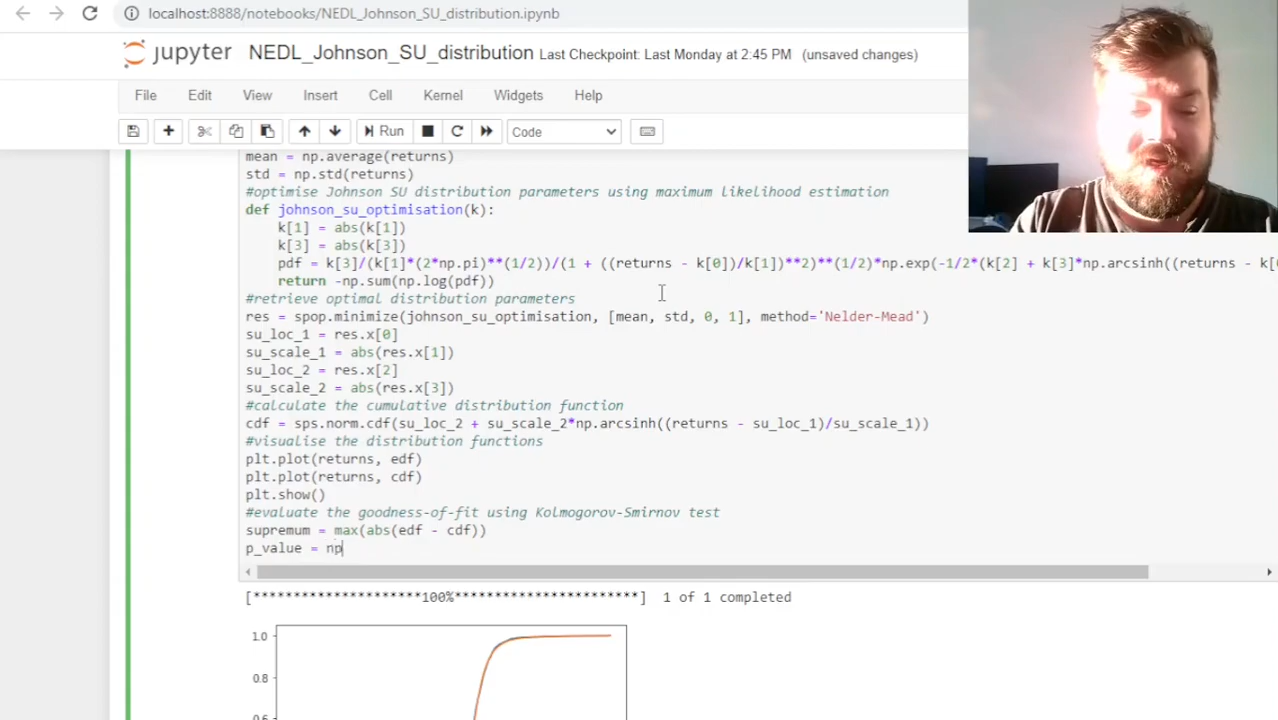 localhost:8888/notebooks/NEDL_Johnson_SU_distribution.ipynb
jupyter NEDL_Johnson_SU_distribution Last Checkpoint: Last Monday at 2:45 PM (unsaved changes)
File Edit View Insert Cell Kernel Widgets Help
Run Code
mean = np.average(returns)
std = np.std(returns)
#optimise Johnson SU distribution parameters using maximum likelihood estimation
def johnson_su_optimisation(k):
k[1] = abs(k[1])
k[3] = abs(k[3])
pdf = k[3]/(k[1]*(2*np.pi)**(1/2))/(1 + ((returns - k[0])/k[1])**2)**(1/2)*np.exp(-1/2*(k[2] + k[3]*np.arcsinh((returns - k[0
return -np.sum(np.log(pdf))
#retrieve optimal distribution parameters
res = spop.minimize(johnson_su_optimisation, [mean, std, 0, 1], method='Nelder-Mead')
su_loc_1 = res.x[0]
su_scale_1 = abs(res.x[1])
su_loc_2 = res.x[2]
su_scale_2 = abs(res.x[3])
#calculate the cumulative distribution function
cdf = sps.norm.cdf(su_loc_2 + su_scale_2*np.arcsinh((returns - su_loc_1)/su_scale_1))
#visualise the distribution functions
plt.plot(returns, edf)
plt.plot(returns, cdf)
plt.show()
#evaluate the goodness-of-fit using Kolmogorov-Smirnov test
supremum = max(abs(edf - cdf))
p_value = np
[*********************100%***********************] 1 of 1 completed
1.0
0.8
0.6